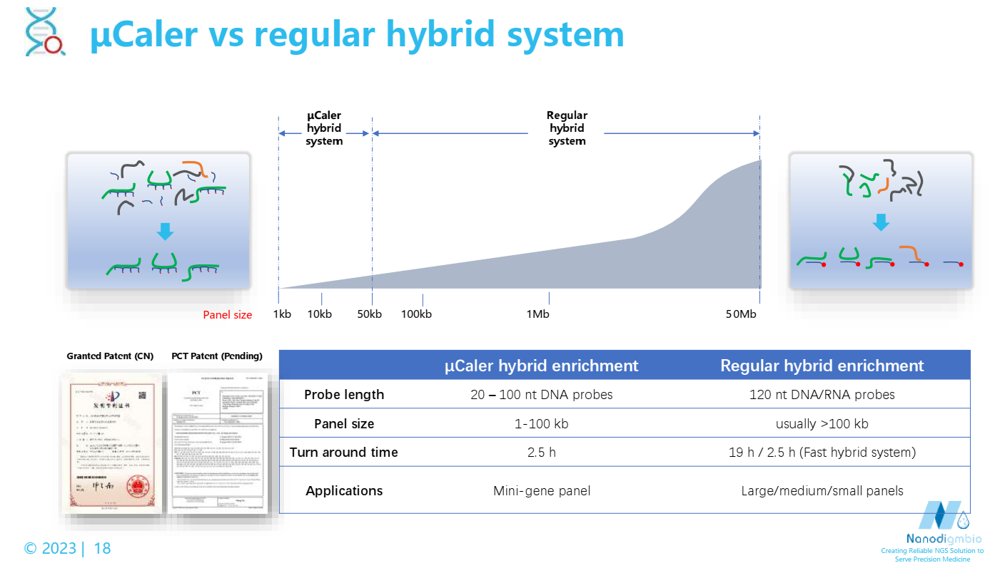 µCaler vs regular hybrid system
µCaler
hybrid
system
Regular
hybrid
system
Panel size
1kb
10kb
50kb
100kb
1Mb
50Mb
Granted Patent (CN)
PCT Patent (Pending)
发明专利证书
PCT
µCaler hybrid enrichment
Regular hybrid enrichment
Probe length
20 – 100 nt DNA probes
120 nt DNA/RNA probes
Panel size
1-100 kb
usually >100 kb
Turn around time
2.5 h
19 h / 2.5 h (Fast hybrid system)
Applications
Mini-gene panel
Large/medium/small panels
Nanodigmbio
Creating Reliable NGS Solution to
Serve Precision Medicine
© 2023 | 18